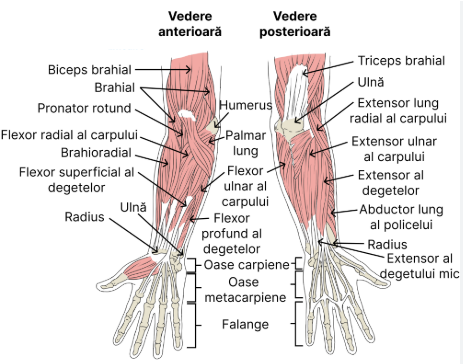 Vedere
anterioară
Vedere
posterioară
Biceps brahial
Brahial
Pronator rotund
Flexor radial al carpului
Brahioradial
Flexor superficial al
degetelor
Radius
Ulnă
Humerus
Palmar
lung
Flexor
ulnar al
carpului
Flexor
profund al
degetelor
Oase carpiene
Oase
metacarpiene
Falange
Triceps brahial
Ulnă
Extensor lung
radial al carpului
Extensor ulnar
al carpului
Extensor al
degetelor
Abductor lung
al policelui
Radius
Extensor al
degetului mic